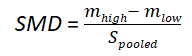 SMD = (m_high − m_low) / S_pooled